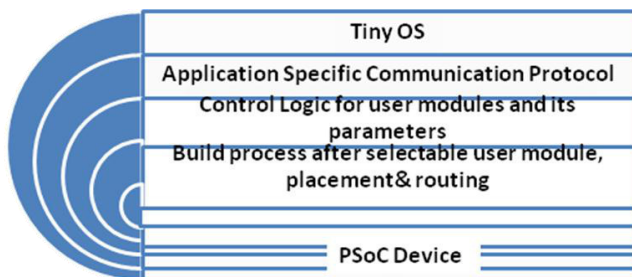 Tiny OS
Application Specific Communication Protocol
Control Logic for user modules and its
parameters
Build process after selectable user module,
placement& routing
PSoC Device